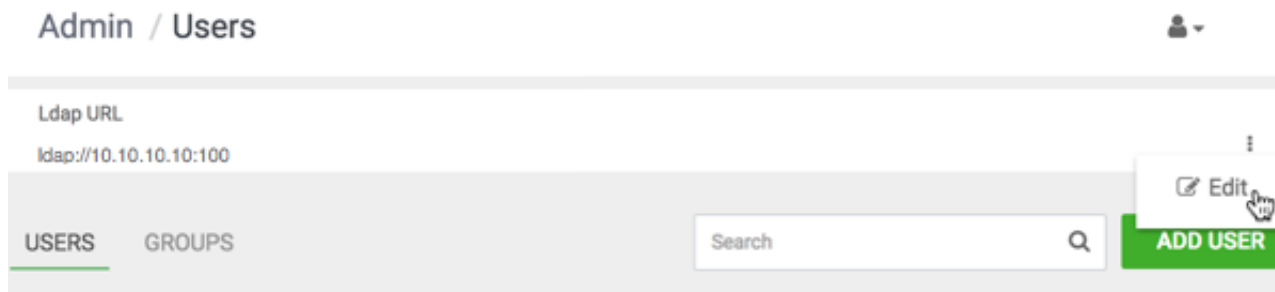 Admin / Users
Ldap URL
ldap://10.10.10.10:100
Edit
USERS GROUPS Search ADD USER